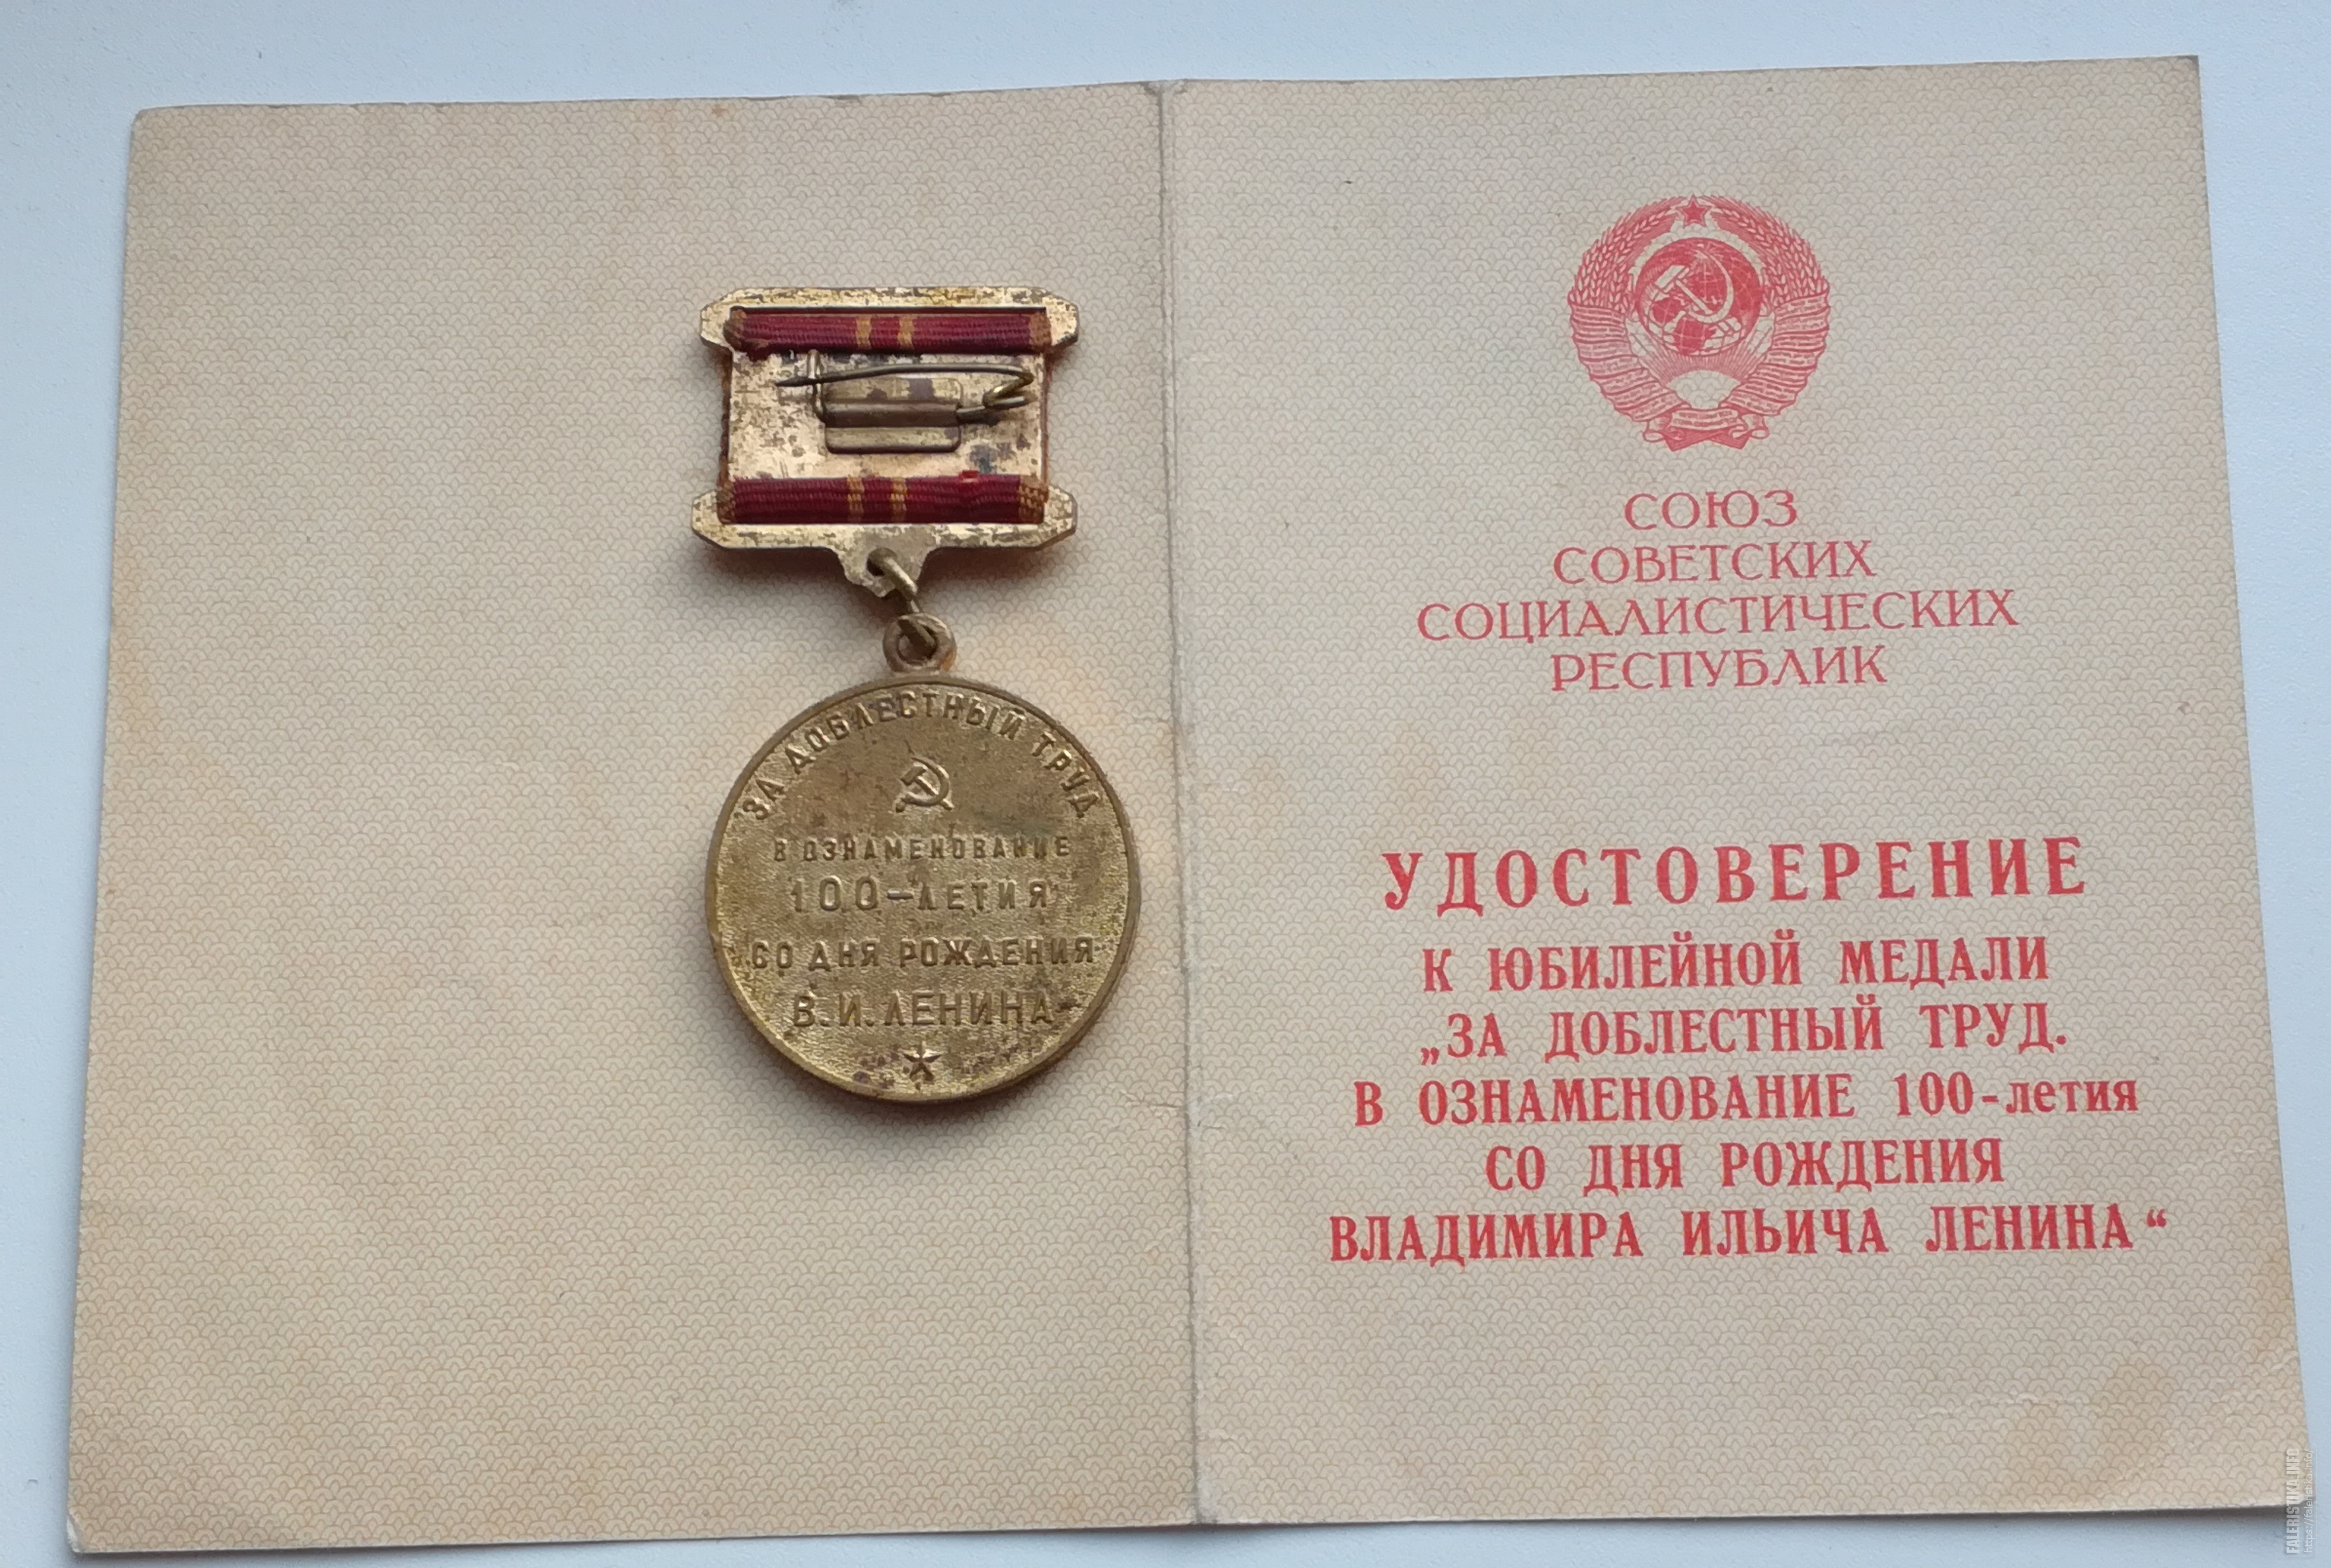 ЗА ДОБЛЕСТНЫЙ ТРУД
В ОЗНАМЕНОВАНИЕ
100-ЛЕТИЯ
СО ДНЯ РОЖДЕНИЯ
В.И.ЛЕНИНА
СОЮЗ
СОВЕТСКИХ
СОЦИАЛИСТИЧЕСКИХ
РЕСПУБЛИК
УДОСТОВЕРЕНИЕ
К ЮБИЛЕЙНОЙ МЕДАЛИ
„ЗА ДОБЛЕСТНЫЙ ТРУД.
В ОЗНАМЕНОВАНИЕ 100-летия
СО ДНЯ РОЖДЕНИЯ
ВЛАДИМИРА ИЛЬИЧА ЛЕНИНА“
FALERISTIKA.INFO